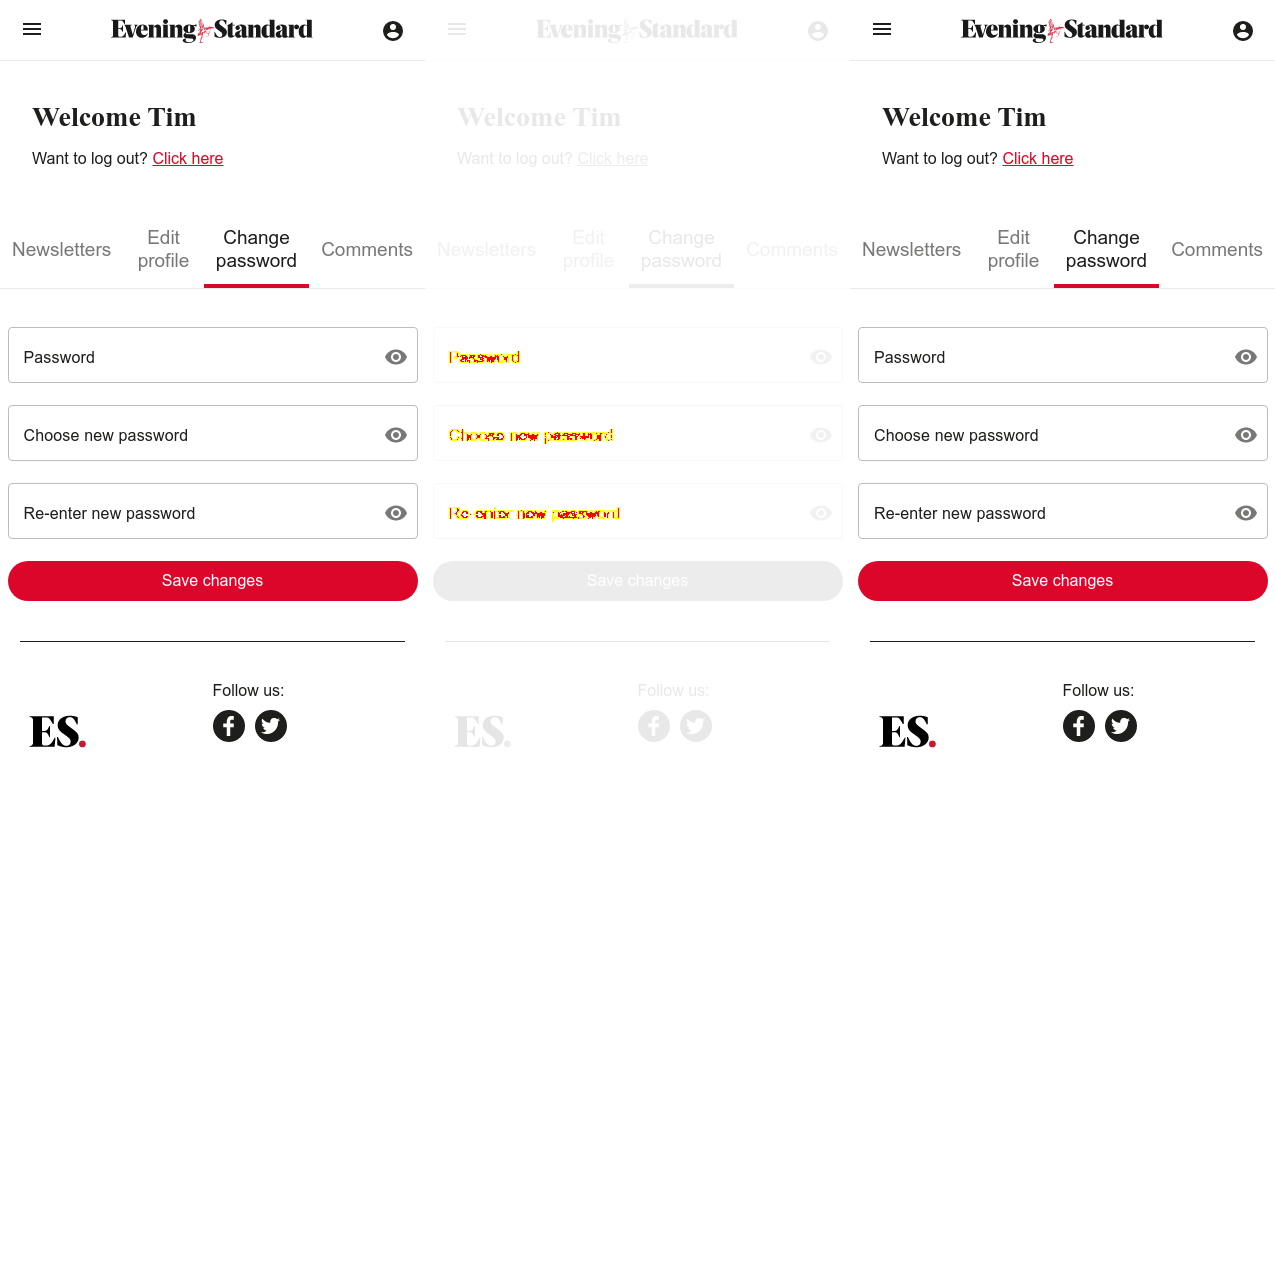 Evening Standard
Welcome Tim
Want to log out? Click here
Newsletters
Edit
profile
Change
password
Comments
Password
Choose new password
Re-enter new password
Save changes
Follow us:
ES.
Evening Standard
Welcome Tim
Want to log out? Click here
Newsletters
Edit
profile
Change
password
Comments
Password
Choose new password
Re-enter new password
Save changes
Follow us:
ES.
Evening Standard
Welcome Tim
Want to log out? Click here
Newsletters
Edit
profile
Change
password
Comments
Password
Choose new password
Re-enter new password
Save changes
Follow us:
ES.